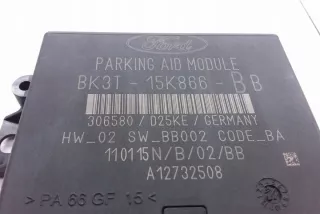 Ford
PARKING AID MODULE
BK3T - 15K866 - BB
306580 / D25KE / GERMANY
HW_02 SW_BB002 CODE_BA
110115N/B/02/BB
A12732508
>PA 66 GF 15<